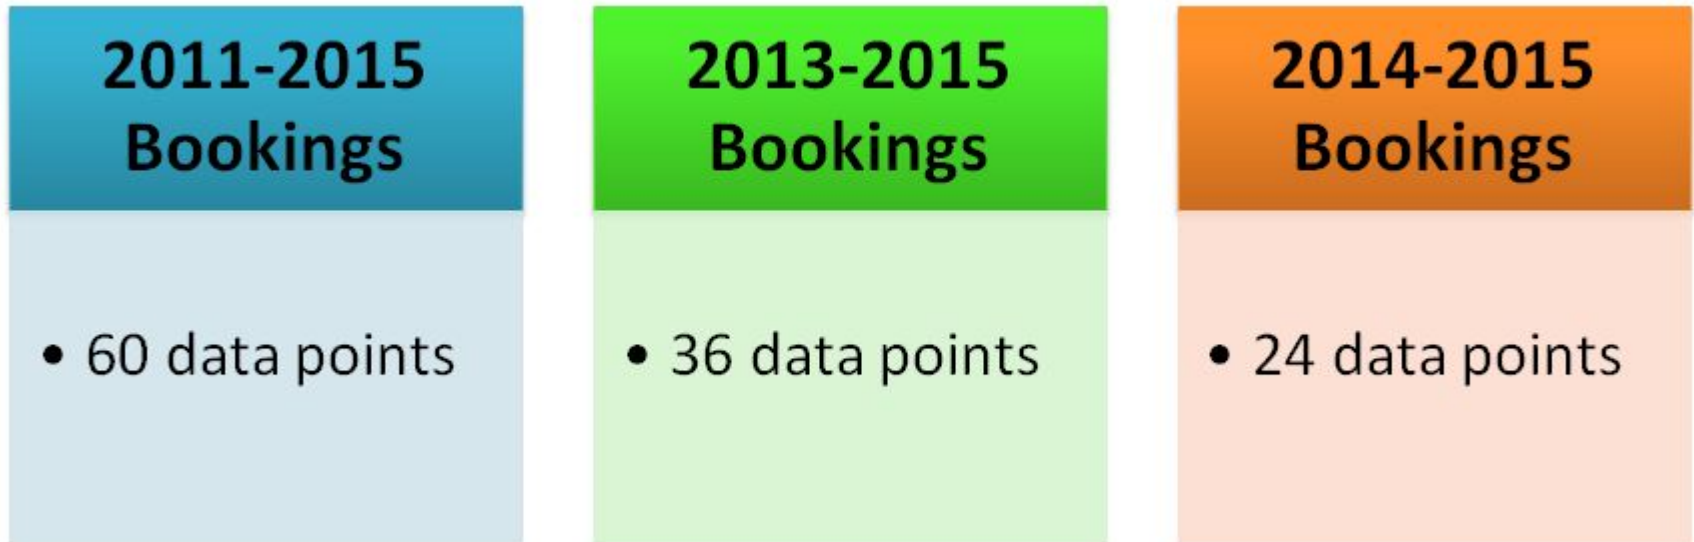 2011-2015
Bookings
• 60 data points
2013-2015
Bookings
• 36 data points
2014-2015
Bookings
• 24 data points